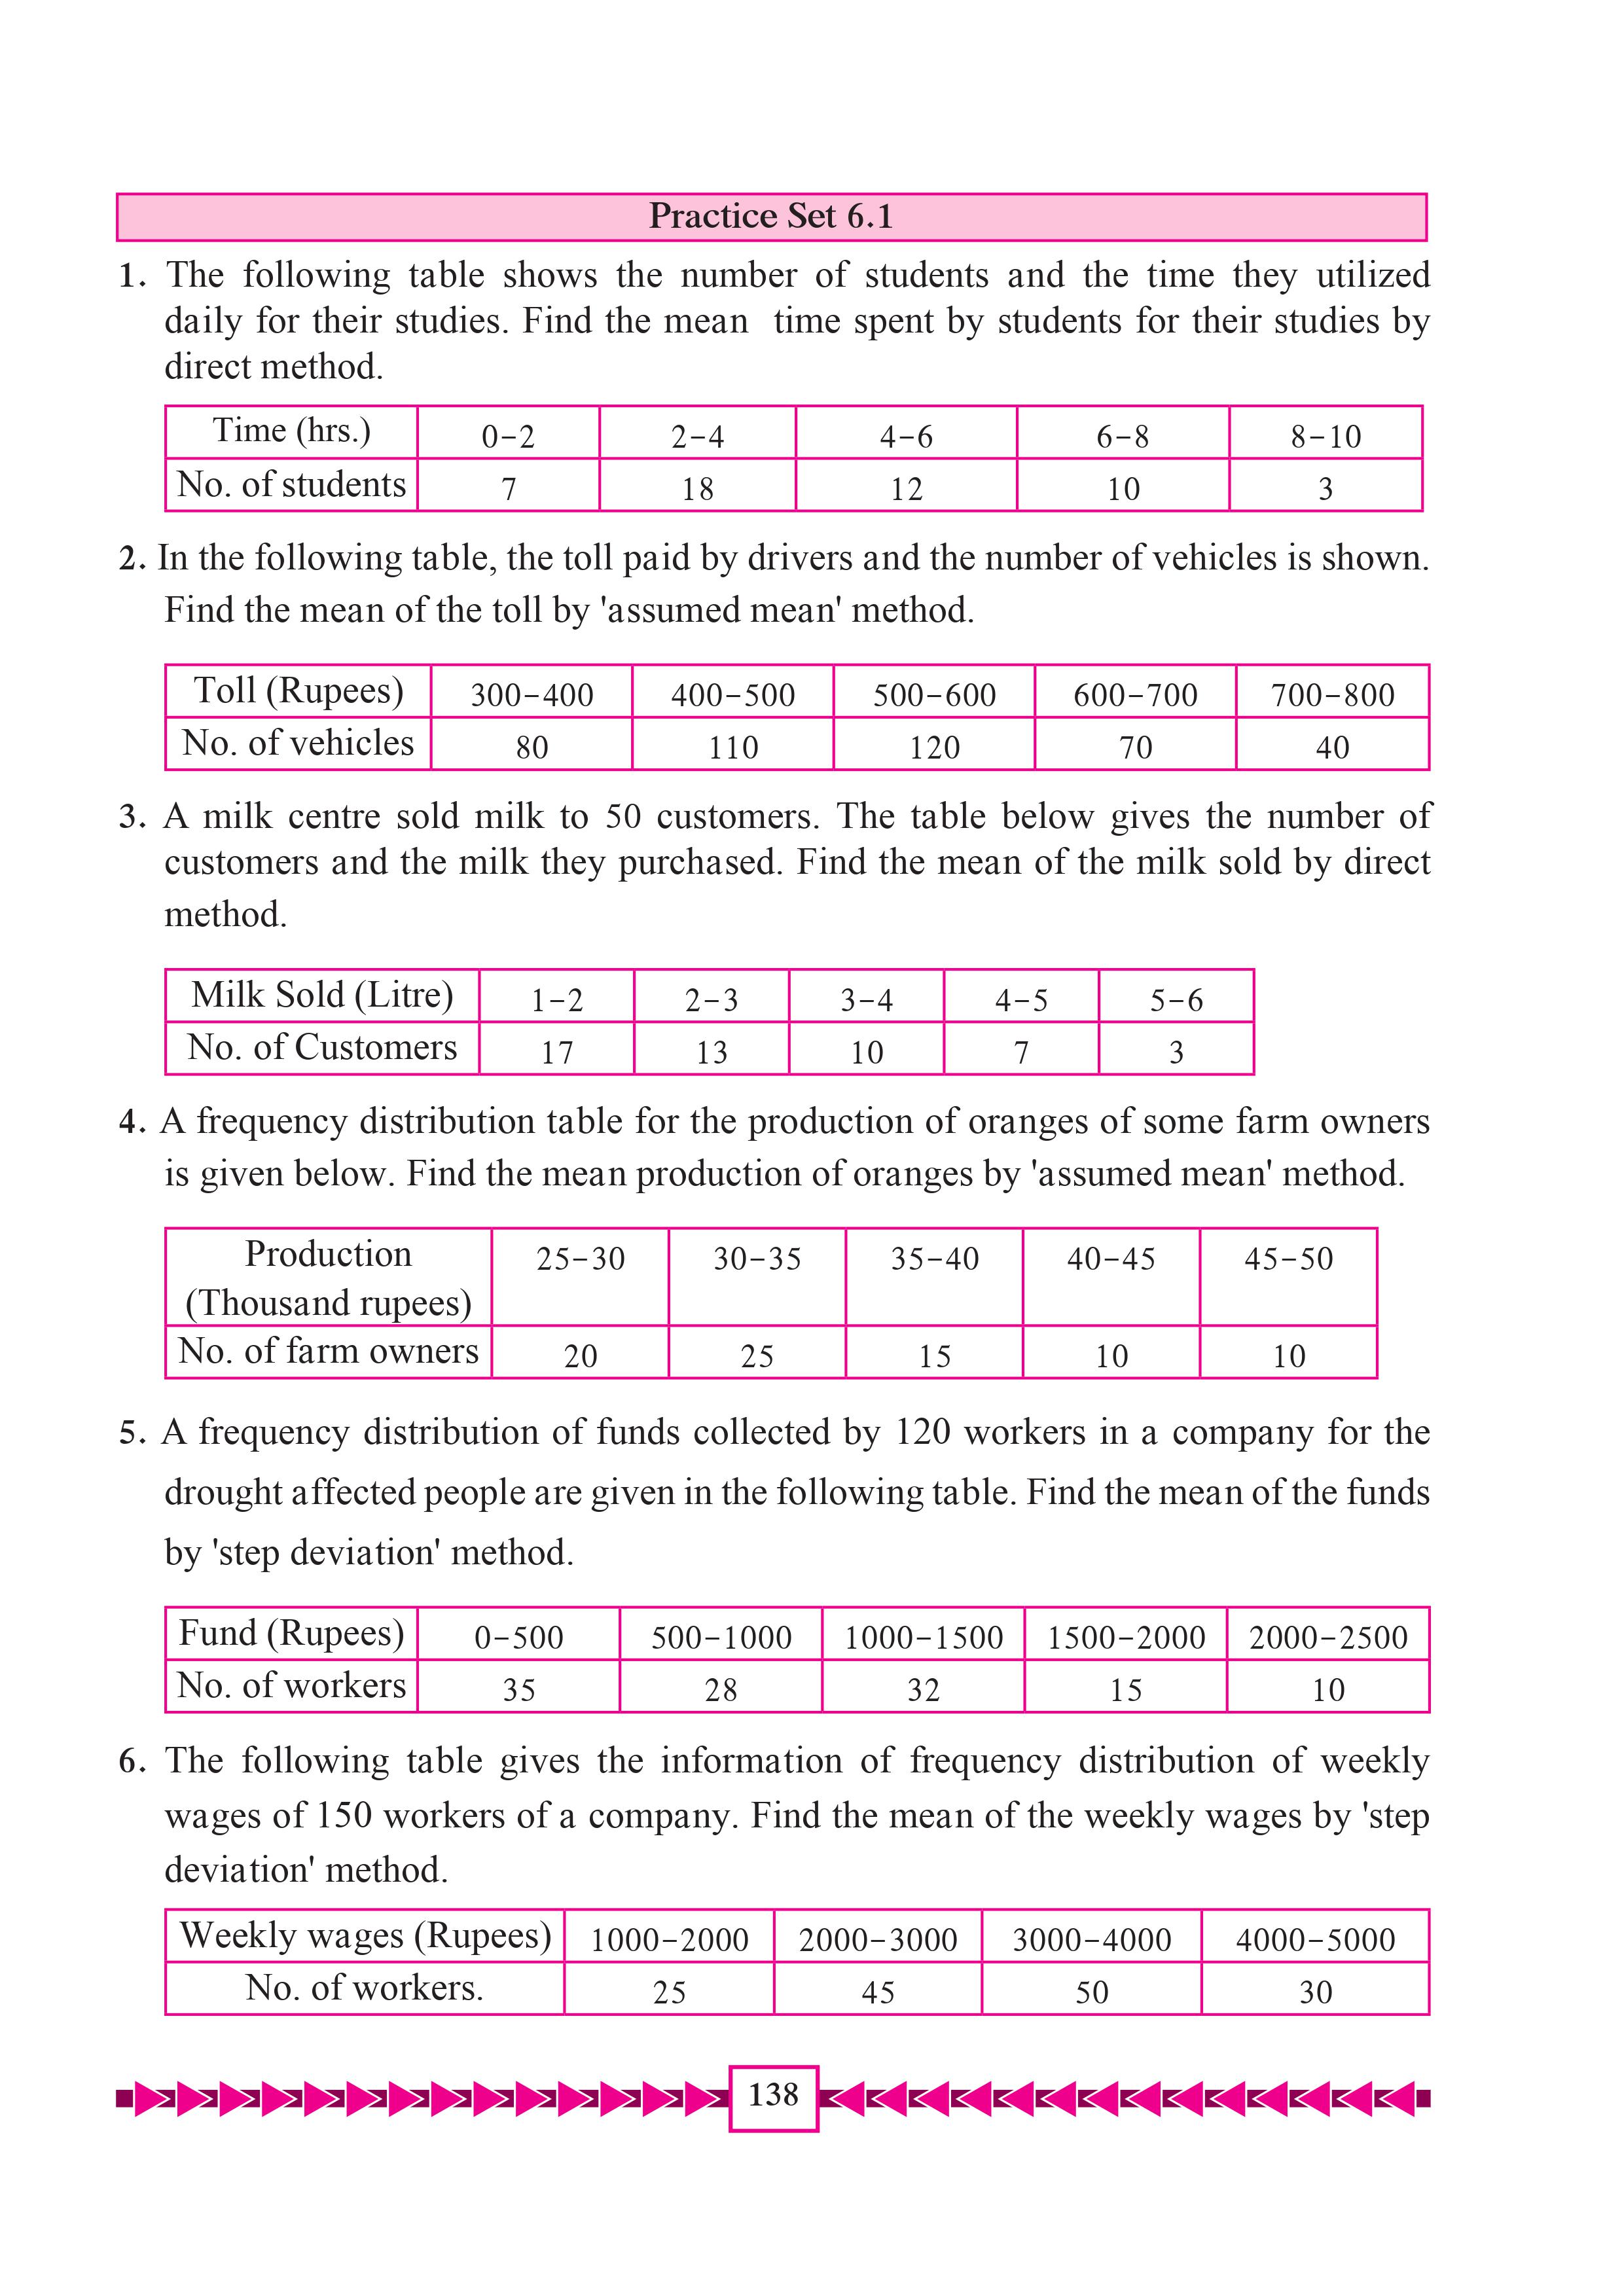 Practice Set 6.1
1. The following table shows the number of students and the time they utilized
daily for their studies. Find the mean time spent by students for their studies by
direct method.
Time (hrs.) 0-2 2-4 4-6 6-8 8-10
No. of students 7 18 12 10 3
2. In the following table, the toll paid by drivers and the number of vehicles is shown.
Find the mean of the toll by 'assumed mean' method.
Toll (Rupees) 300-400 400-500 500-600 600-700 700-800
No. of vehicles 80 110 120 70 40
3. A milk centre sold milk to 50 customers. The table below gives the number of
customers and the milk they purchased. Find the mean of the milk sold by direct
method.
Milk Sold (Litre) 1-2 2-3 3-4 4-5 5-6
No. of Customers 17 13 10 7 3
4. A frequency distribution table for the production of oranges of some farm owners
is given below. Find the mean production of oranges by 'assumed mean' method.
Production 25-30 30-35 35-40 40-45 45-50
(Thousand rupees)
No. of farm owners 20 25 15 10 10
5. A frequency distribution of funds collected by 120 workers in a company for the
drought affected people are given in the following table. Find the mean of the funds
by 'step deviation' method.
Fund (Rupees) 0-500 500-1000 1000-1500 1500-2000 2000-2500
No. of workers 35 28 32 15 10
6. The following table gives the information of frequency distribution of weekly
wages of 150 workers of a company. Find the mean of the weekly wages by 'step
deviation' method.
Weekly wages (Rupees) 1000-2000 2000-3000 3000-4000 4000-5000
No. of workers. 25 45 50 30
138